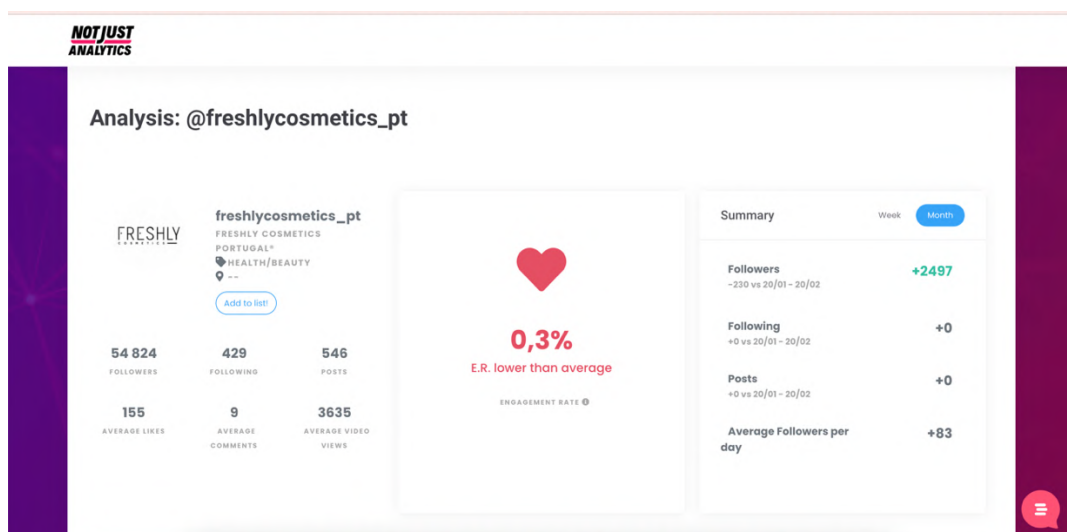 NOT JUST
ANALYTICS
Analysis: @freshlycosmetics_pt
FRESHLY
COSMETICS
freshlycosmetics_pt
FRESHLY COSMETICS
PORTUGAL®
HEALTH/BEAUTY
--
Add to list!
54 824
FOLLOWERS
429
FOLLOWING
546
POSTS
155
AVERAGE LIKES
9
AVERAGE
COMMENTS
3635
AVERAGE VIDEO
VIEWS
0,3%
E.R. lower than average
ENGAGEMENT RATE
Summary
Week
Month
Followers
+2497
-230 vs 20/01 - 20/02
Following
+0
+0 vs 20/01 - 20/02
Posts
+0
+0 vs 20/01 - 20/02
Average Followers per
day
+83